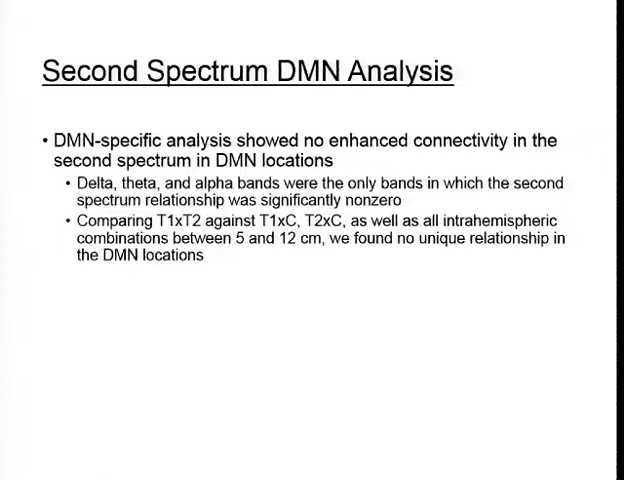 Second Spectrum DMN Analysis
• DMN-specific analysis showed no enhanced connectivity in the
second spectrum in DMN locations
• Delta, theta, and alpha bands were the only bands in which the second
spectrum relationship was significantly nonzero
• Comparing T1xT2 against T1xC, T2xC, as well as all intrahemispheric
combinations between 5 and 12 cm, we found no unique relationship in
the DMN locations